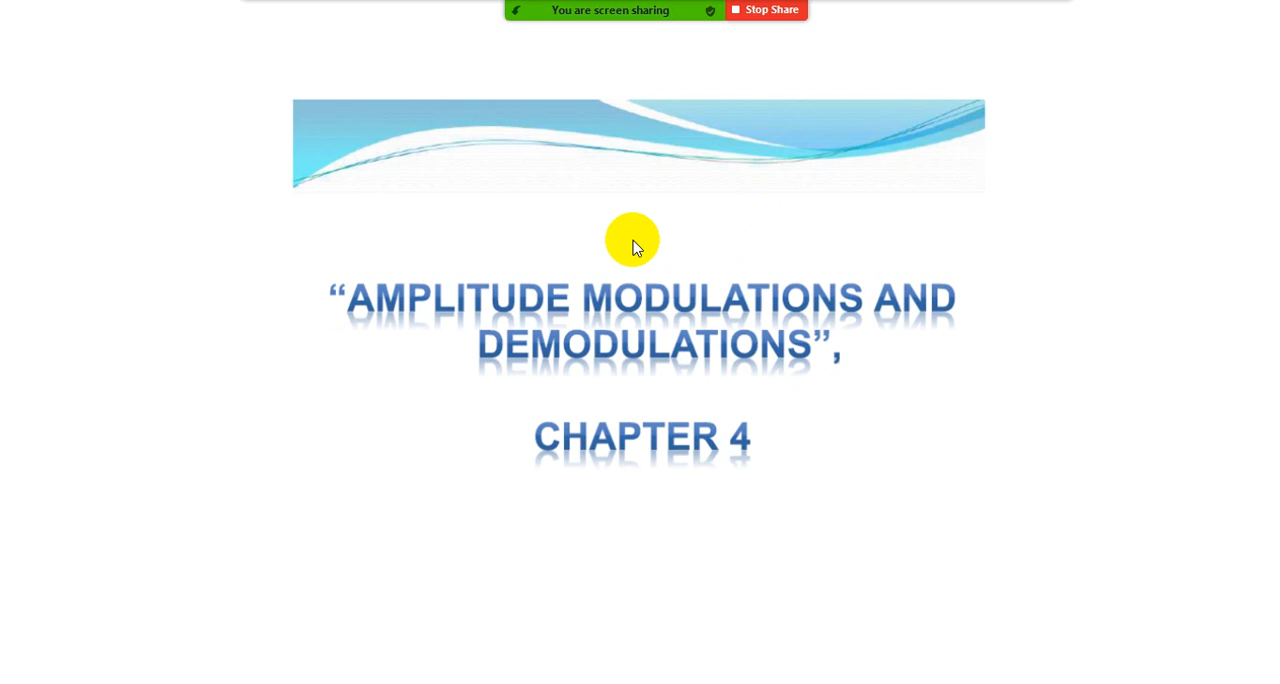 You are screen sharing
Stop Share
“AMPLITUDE MODULATIONS AND
DEMODULATIONS”,
CHAPTER 4